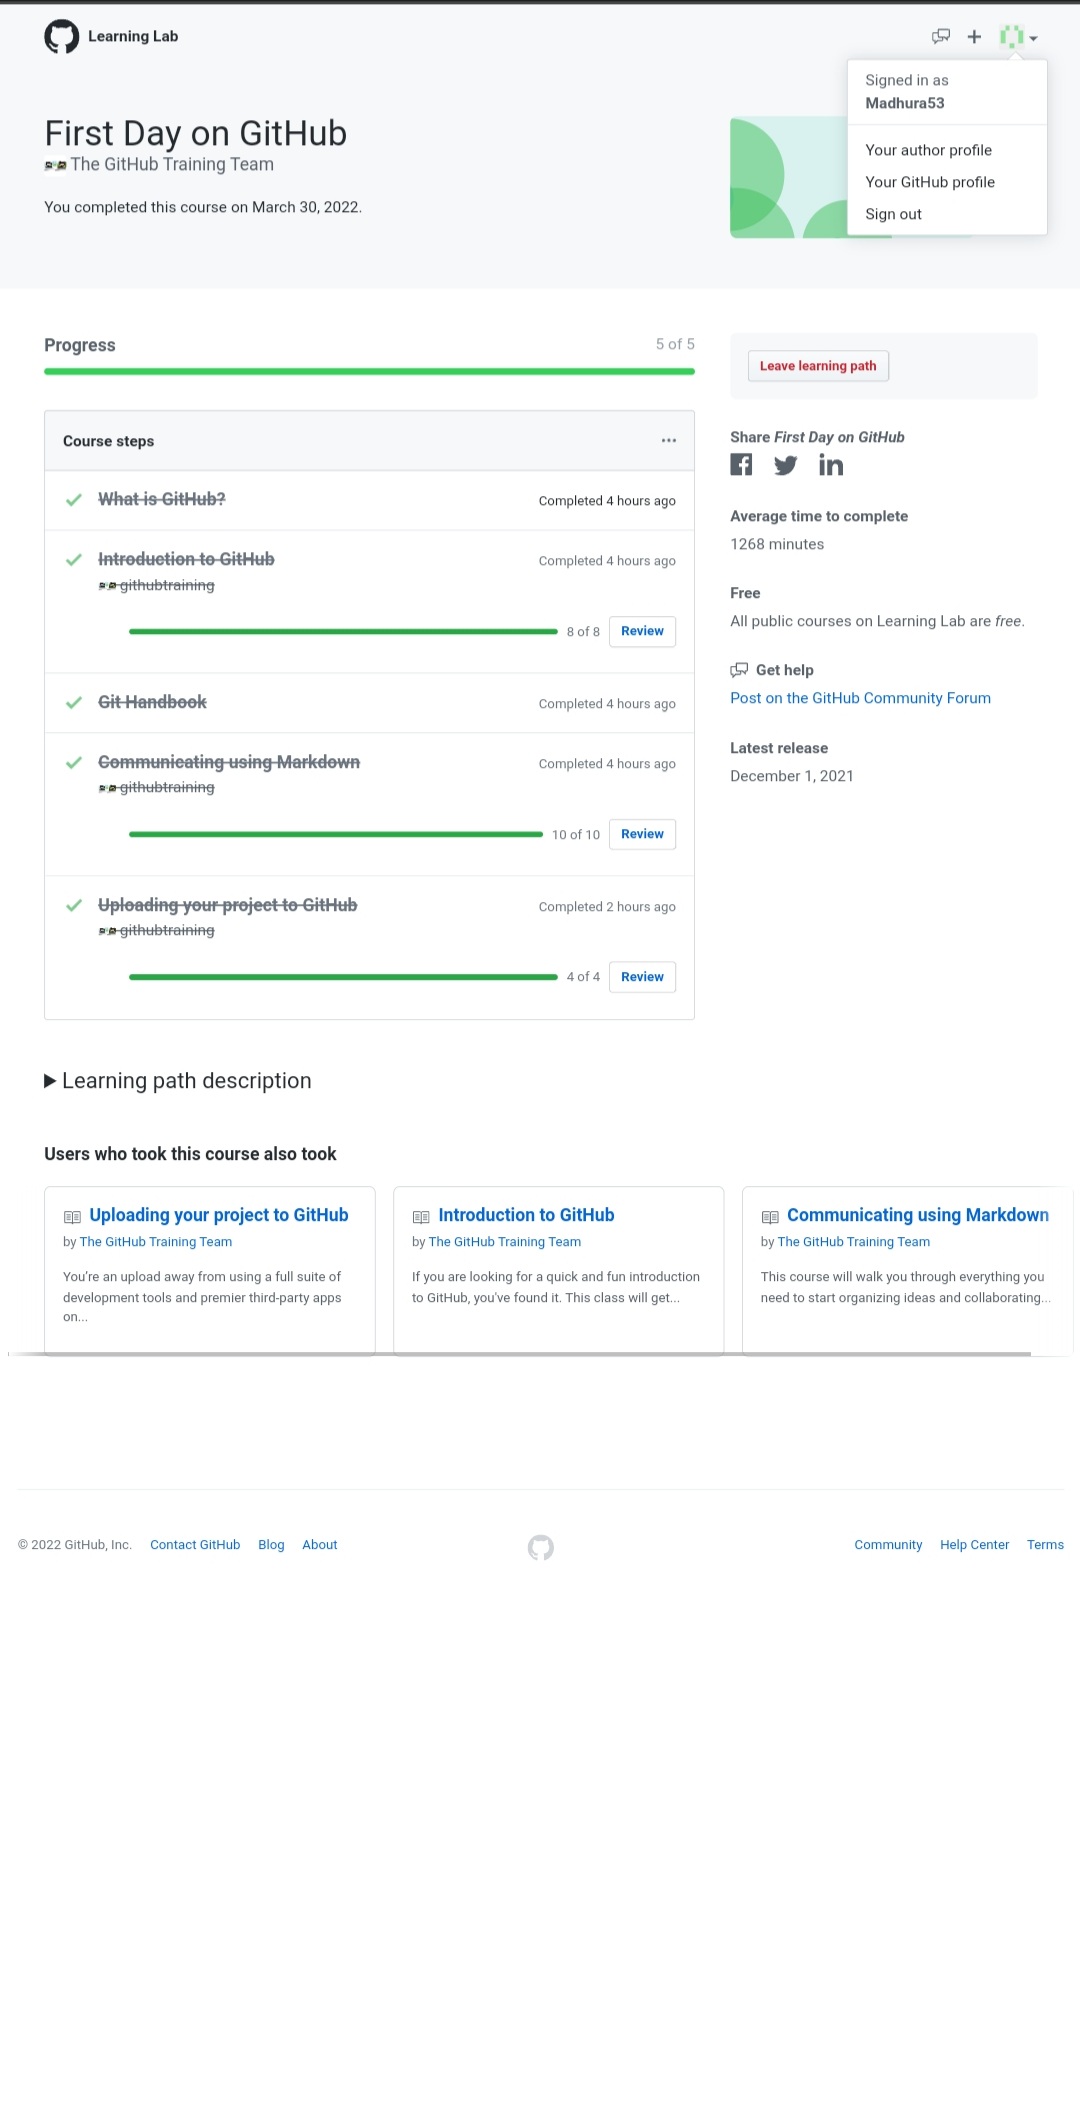 Learning Lab
Signed in as
Madhura53
Your author profile
Your GitHub profile
Sign out
First Day on GitHub
The GitHub Training Team
You completed this course on March 30, 2022.
Progress
5 of 5
Course steps
What is GitHub?
Completed 4 hours ago
Introduction to GitHub
Completed 4 hours ago
githubtraining
8 of 8
Review
Git Handbook
Completed 4 hours ago
Communicating using Markdown
Completed 4 hours ago
githubtraining
10 of 10
Review
Uploading your project to GitHub
Completed 2 hours ago
githubtraining
4 of 4
Review
Leave learning path
Share First Day on GitHub
Average time to complete
1268 minutes
Free
All public courses on Learning Lab are free.
Get help
Post on the GitHub Community Forum
Latest release
December 1, 2021
Learning path description
Users who took this course also took
Uploading your project to GitHub
by The GitHub Training Team
You're an upload away from using a full suite of
development tools and premier third-party apps
on...
Introduction to GitHub
by The GitHub Training Team
If you are looking for a quick and fun introduction
to GitHub, you've found it. This class will get...
Communicating using Markdown
by The GitHub Training Team
This course will walk you through everything you
need to start organizing ideas and collaborating...
© 2022 GitHub, Inc.
Contact GitHub
Blog
About
Community
Help Center
Terms